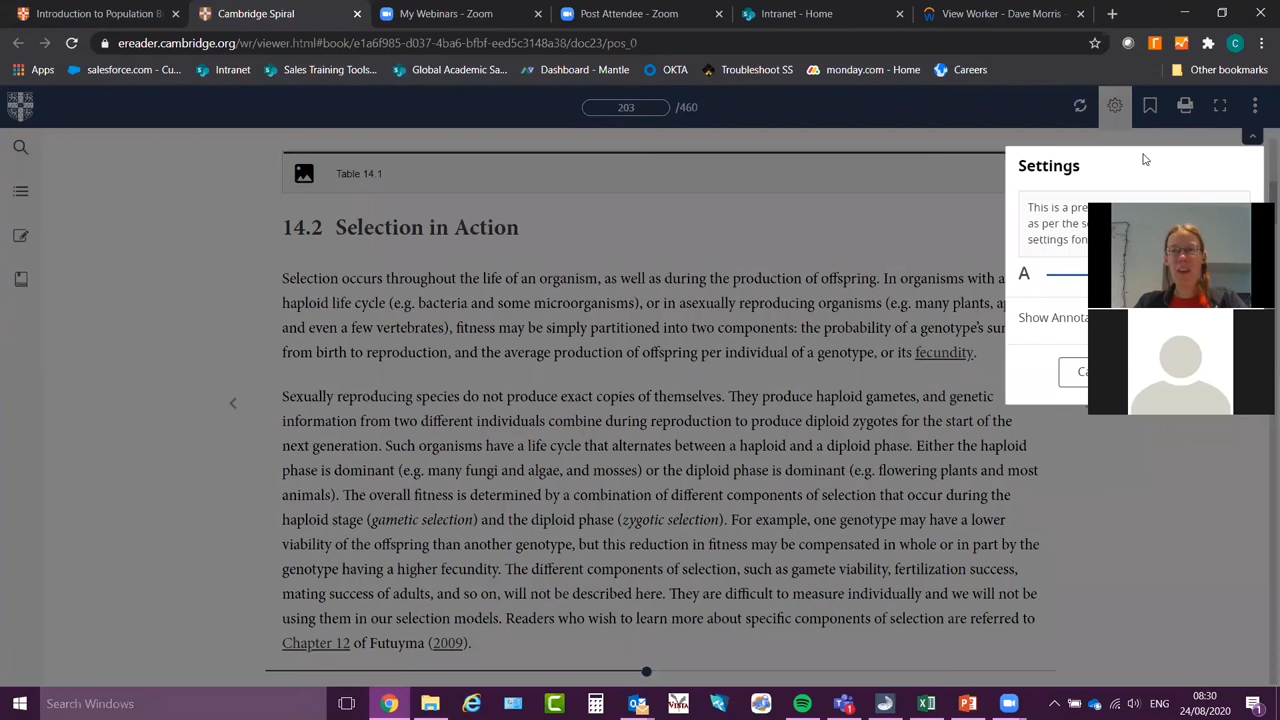 Introduction to Population B
Cambridge Spiral
My Webinars - Zoom
Post Attendee - Zoom
Intranet - Home
View Worker - Dave Morris -
ereader.cambridge.org/wr/viewer.html#book/e1a6f985-d037-4ba6-bfbf-eed5c3148a38/doc23/pos_0
C
Apps
salesforce.com - Cu...
Intranet
Sales Training Tools...
Global Academic Sa...
Dashboard - Mantle
OKTA
Troubleshoot SS
monday.com - Home
Careers
Other bookmarks
203 /460
Table 14.1
14.2 Selection in Action
Selection occurs throughout the life of an organism, as well as during the production of offspring. In organisms with a
haploid life cycle (e.g. bacteria and some microorganisms), or in asexually reproducing organisms (e.g. many plants, ap
and even a few vertebrates), fitness may be simply partitioned into two components: the probability of a genotype's sur
from birth to reproduction, and the average production of offspring per individual of a genotype, or its fecundity.
Sexually reproducing species do not produce exact copies of themselves. They produce haploid gametes, and genetic
information from two different individuals combine during reproduction to produce diploid zygotes for the start of the
next generation. Such organisms have a life cycle that alternates between a haploid and a diploid phase. Either the haploid
phase is dominant (e.g. many fungi and algae, and mosses) or the diploid phase is dominant (e.g. flowering plants and most
animals). The overall fitness is determined by a combination of different components of selection that occur during the
haploid stage (gametic selection) and the diploid phase (zygotic selection). For example, one genotype may have a lower
viability of the offspring than another genotype, but this reduction in fitness may be compensated in whole or in part by the
genotype having a higher fecundity. The different components of selection, such as gamete viability, fertilization success,
mating success of adults, and so on, will not be described here. They are difficult to measure individually and we will not be
using them in our selection models. Readers who wish to learn more about specific components of selection are referred to
Chapter 12 of Futuyma (2009).
Settings
This is a pre
as per the se
settings fon
A
Show Annota
Ca
Search Windows
ENG
08:30
24/08/2020